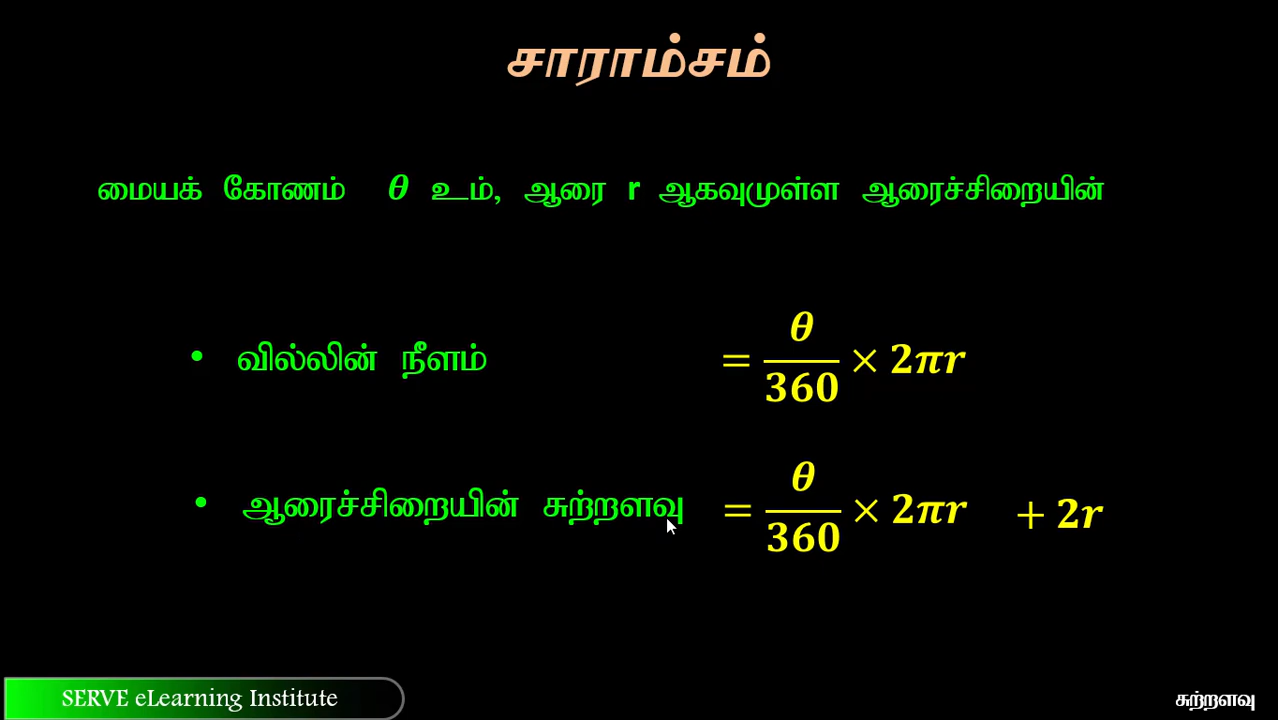 சாராம்சம்
மையக் கோணம் θ உம், ஆரை r ஆகவுமுள்ள ஆரைச்சிறையின்
• வில்லின் நீளம் = θ/360 × 2πr
• ஆரைச்சிறையின் சுற்றளவு = θ/360 × 2πr + 2r
SERVE eLearning Institute
சுற்றளவு